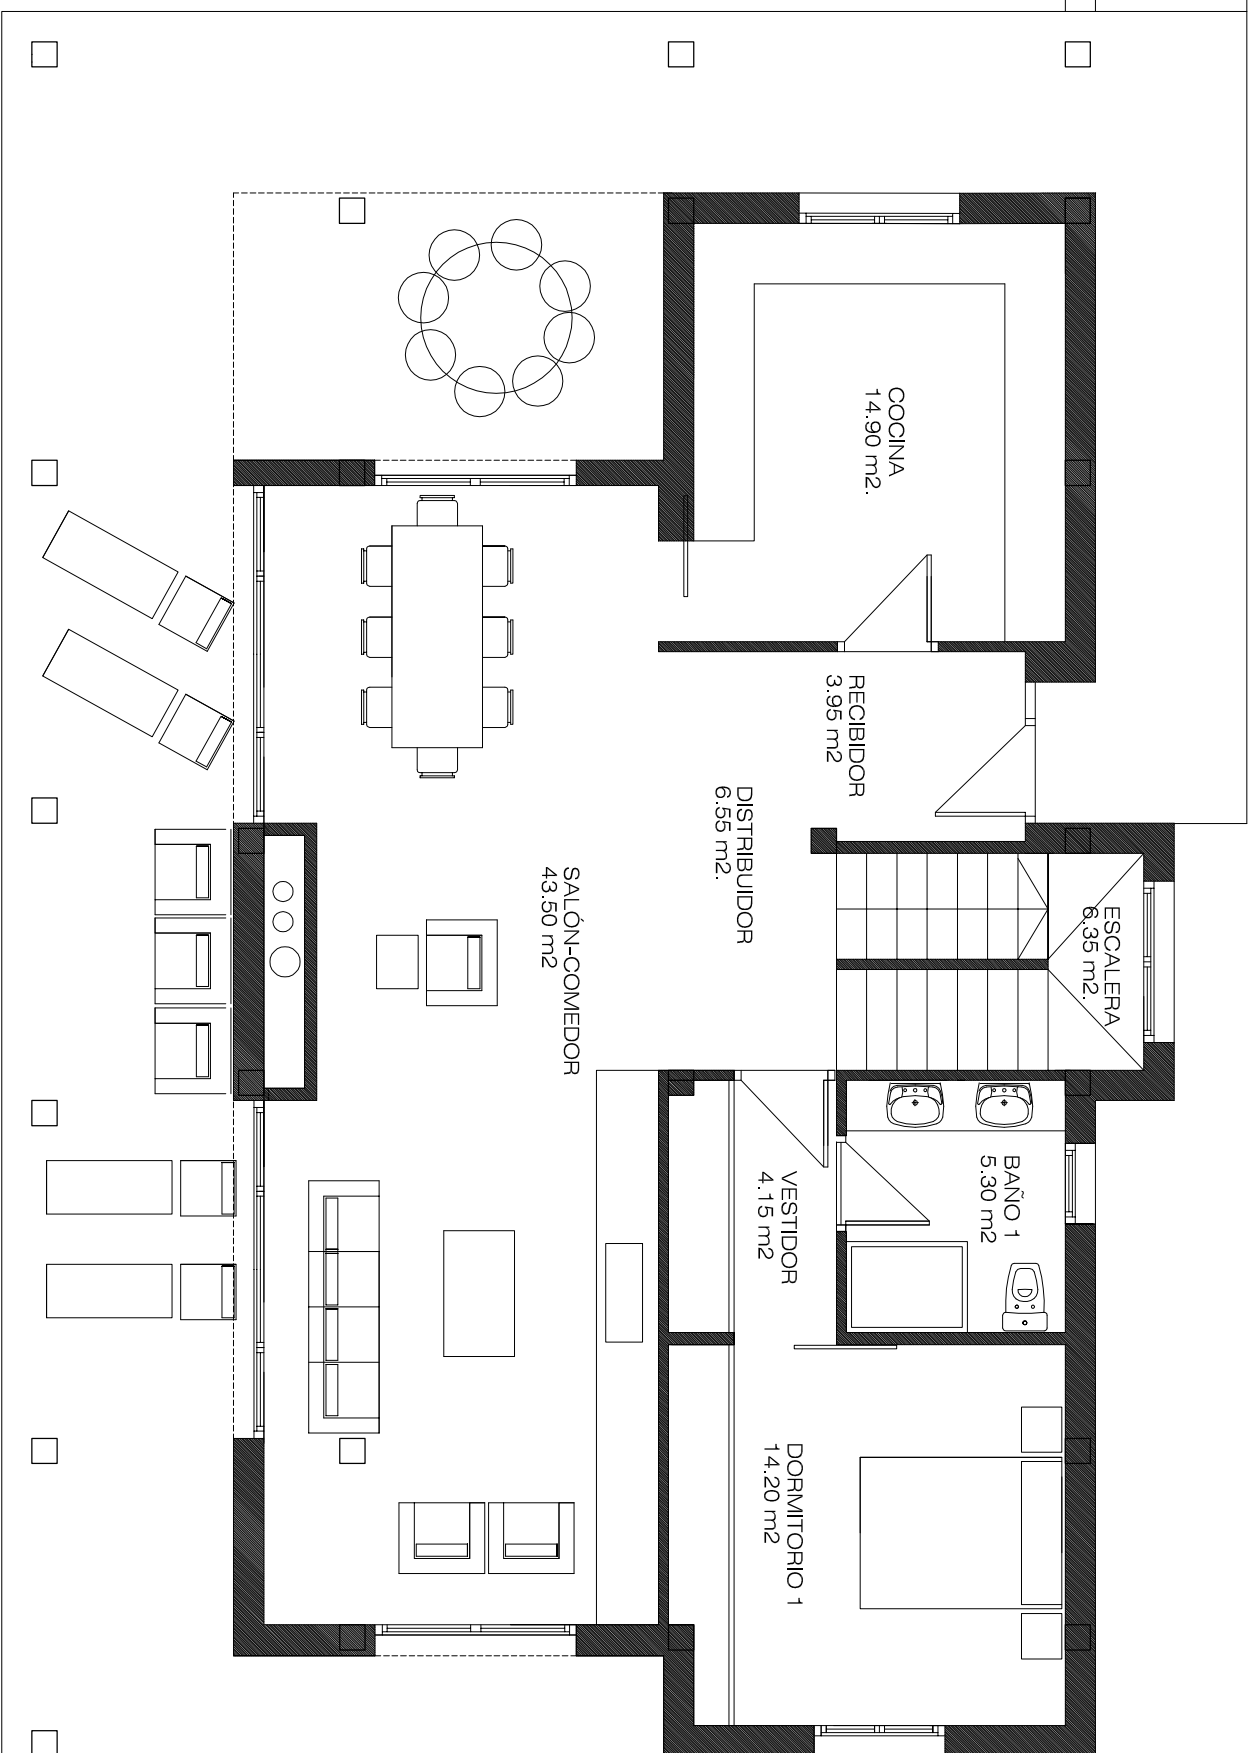 COCINA
14.90 m2.
RECIBIDOR
3.95 m2
DISTRIBUIDOR
6.55 m2.
SALÓN-COMEDOR
43.50 m2
ESCALERA
6.35 m2.
BAÑO 1
5.30 m2
VESTIDOR
4.15 m2
DORMITORIO 1
14.20 m2